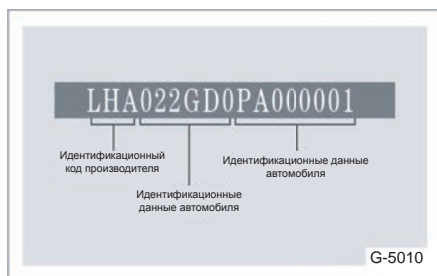 LHA022GD0PA000001
Идентификационный
код производителя
Идентификационные данные
автомобиля
Идентификационные
данные автомобиля
G-5010